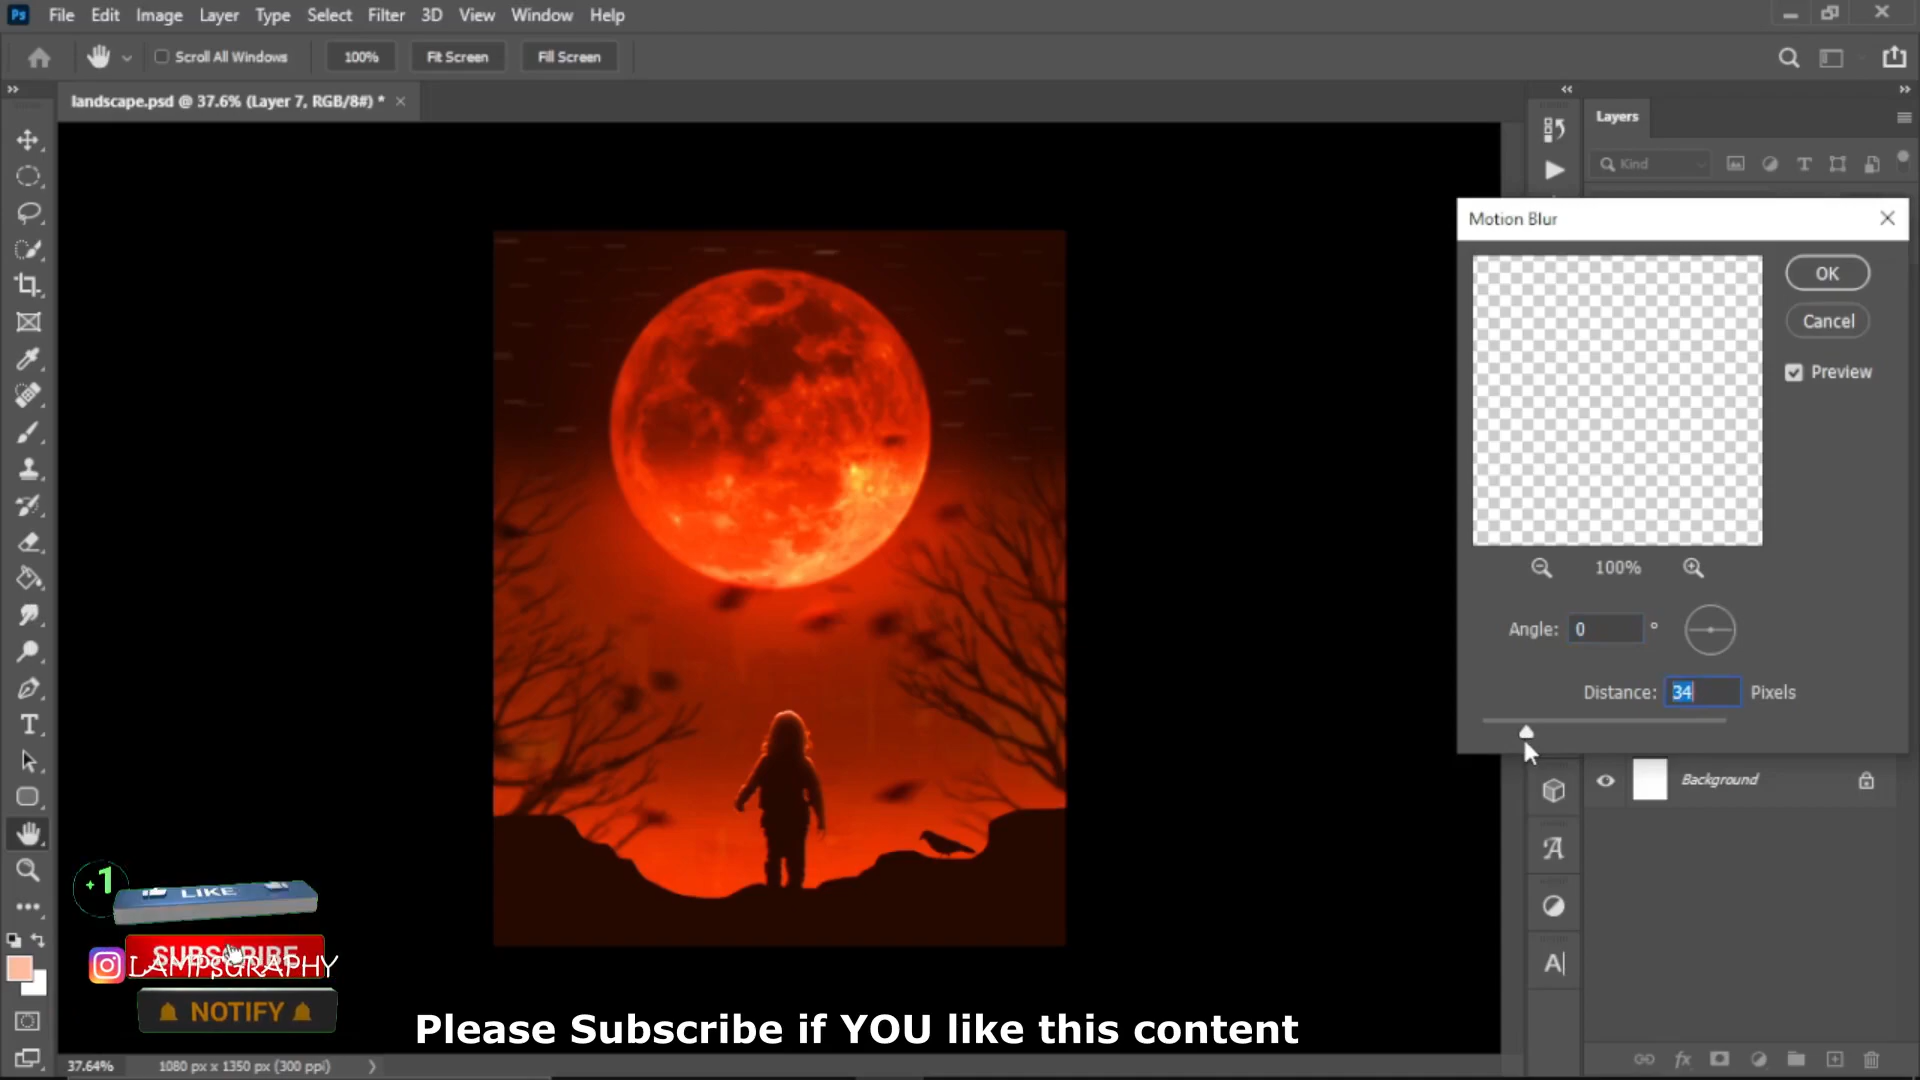 Ps File Edit Image Layer Type Select Filter 3D View Window Help
Scroll All Windows 100% Fit Screen Fill Screen
landscape.psd @ 37.6% (Layer 7, RGB/8#) *
Layers
Kind
Motion Blur
OK
Cancel
Preview
100%
Angle: 0 °
Distance: 34 Pixels
Background
+1
LIKE
SUBSCRIBE
LAMPSGRAPHY
NOTIFY
Please Subscribe if YOU like this content
37.64% 1080 px x 1350 px (300 ppi)